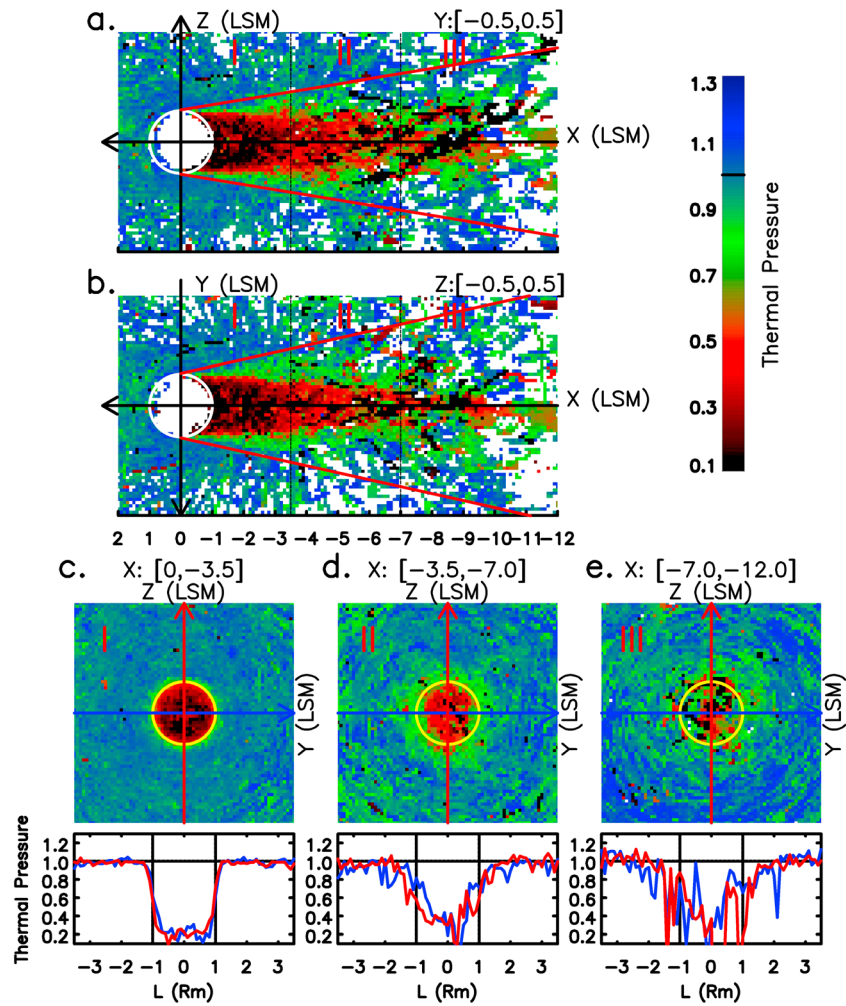 a. Z (LSM) Y:[−0.5,0.5]
I II III
X (LSM)
b. Y (LSM) Z:[−0.5,0.5]
I II III
X (LSM)
2 1 0 −1 −2 −3 −4 −5 −6 −7 −8 −9 −10 −11 −12
1.3
1.1
0.9
0.7
0.5
0.3
0.1
Thermal Pressure
c. X: [0,−3.5]
Z (LSM)
I
Y (LSM)
d. X: [−3.5,−7.0]
Z (LSM)
II
Y (LSM)
e. X: [−7.0,−12.0]
Z (LSM)
III
Y (LSM)
Thermal Pressure
1.2
1.0
0.8
0.6
0.4
0.2
−3 −2 −1 0 1 2 3
L (Rm)
1.2
1.0
0.8
0.6
0.4
0.2
−3 −2 −1 0 1 2 3
L (Rm)
1.2
1.0
0.8
0.6
0.4
0.2
−3 −2 −1 0 1 2 3
L (Rm)